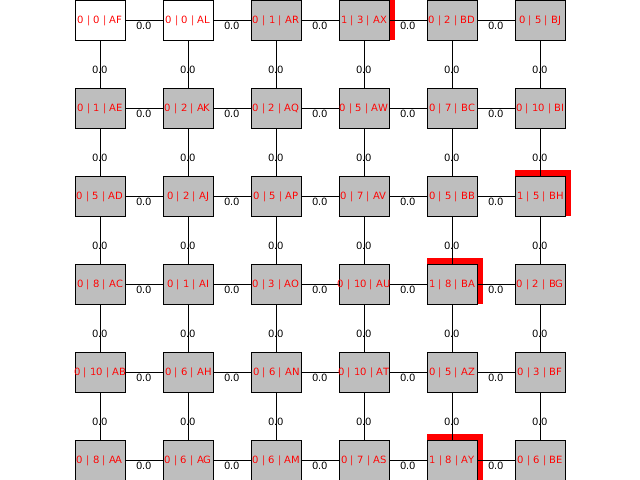 0 | 0 | AF 0.0 0 | 0 | AL 0.0 0 | 1 | AR 0.0 1 | 3 | AX 0.0 0 | 2 | BD 0.0 0 | 5 | BJ
0.0 0.0 0.0 0.0 0.0 0.0
0 | 1 | AE 0.0 0 | 2 | AK 0.0 0 | 2 | AQ 0.0 0 | 5 | AW 0.0 0 | 7 | BC 0.0 0 | 10 | BI
0.0 0.0 0.0 0.0 0.0 0.0
0 | 5 | AD 0.0 0 | 2 | AJ 0.0 0 | 5 | AP 0.0 0 | 7 | AV 0.0 0 | 5 | BB 0.0 1 | 5 | BH
0.0 0.0 0.0 0.0 0.0 0.0
0 | 8 | AC 0.0 0 | 1 | AI 0.0 0 | 3 | AO 0.0 0 | 10 | AU 0.0 1 | 8 | BA 0.0 0 | 2 | BG
0.0 0.0 0.0 0.0 0.0 0.0
0 | 10 | AB 0.0 0 | 6 | AH 0.0 0 | 6 | AN 0.0 0 | 10 | AT 0.0 0 | 5 | AZ 0.0 0 | 3 | BF
0.0 0.0 0.0 0.0 0.0 0.0
0 | 8 | AA 0.0 0 | 6 | AG 0.0 0 | 6 | AM 0.0 0 | 7 | AS 0.0 1 | 8 | AY 0.0 0 | 6 | BE